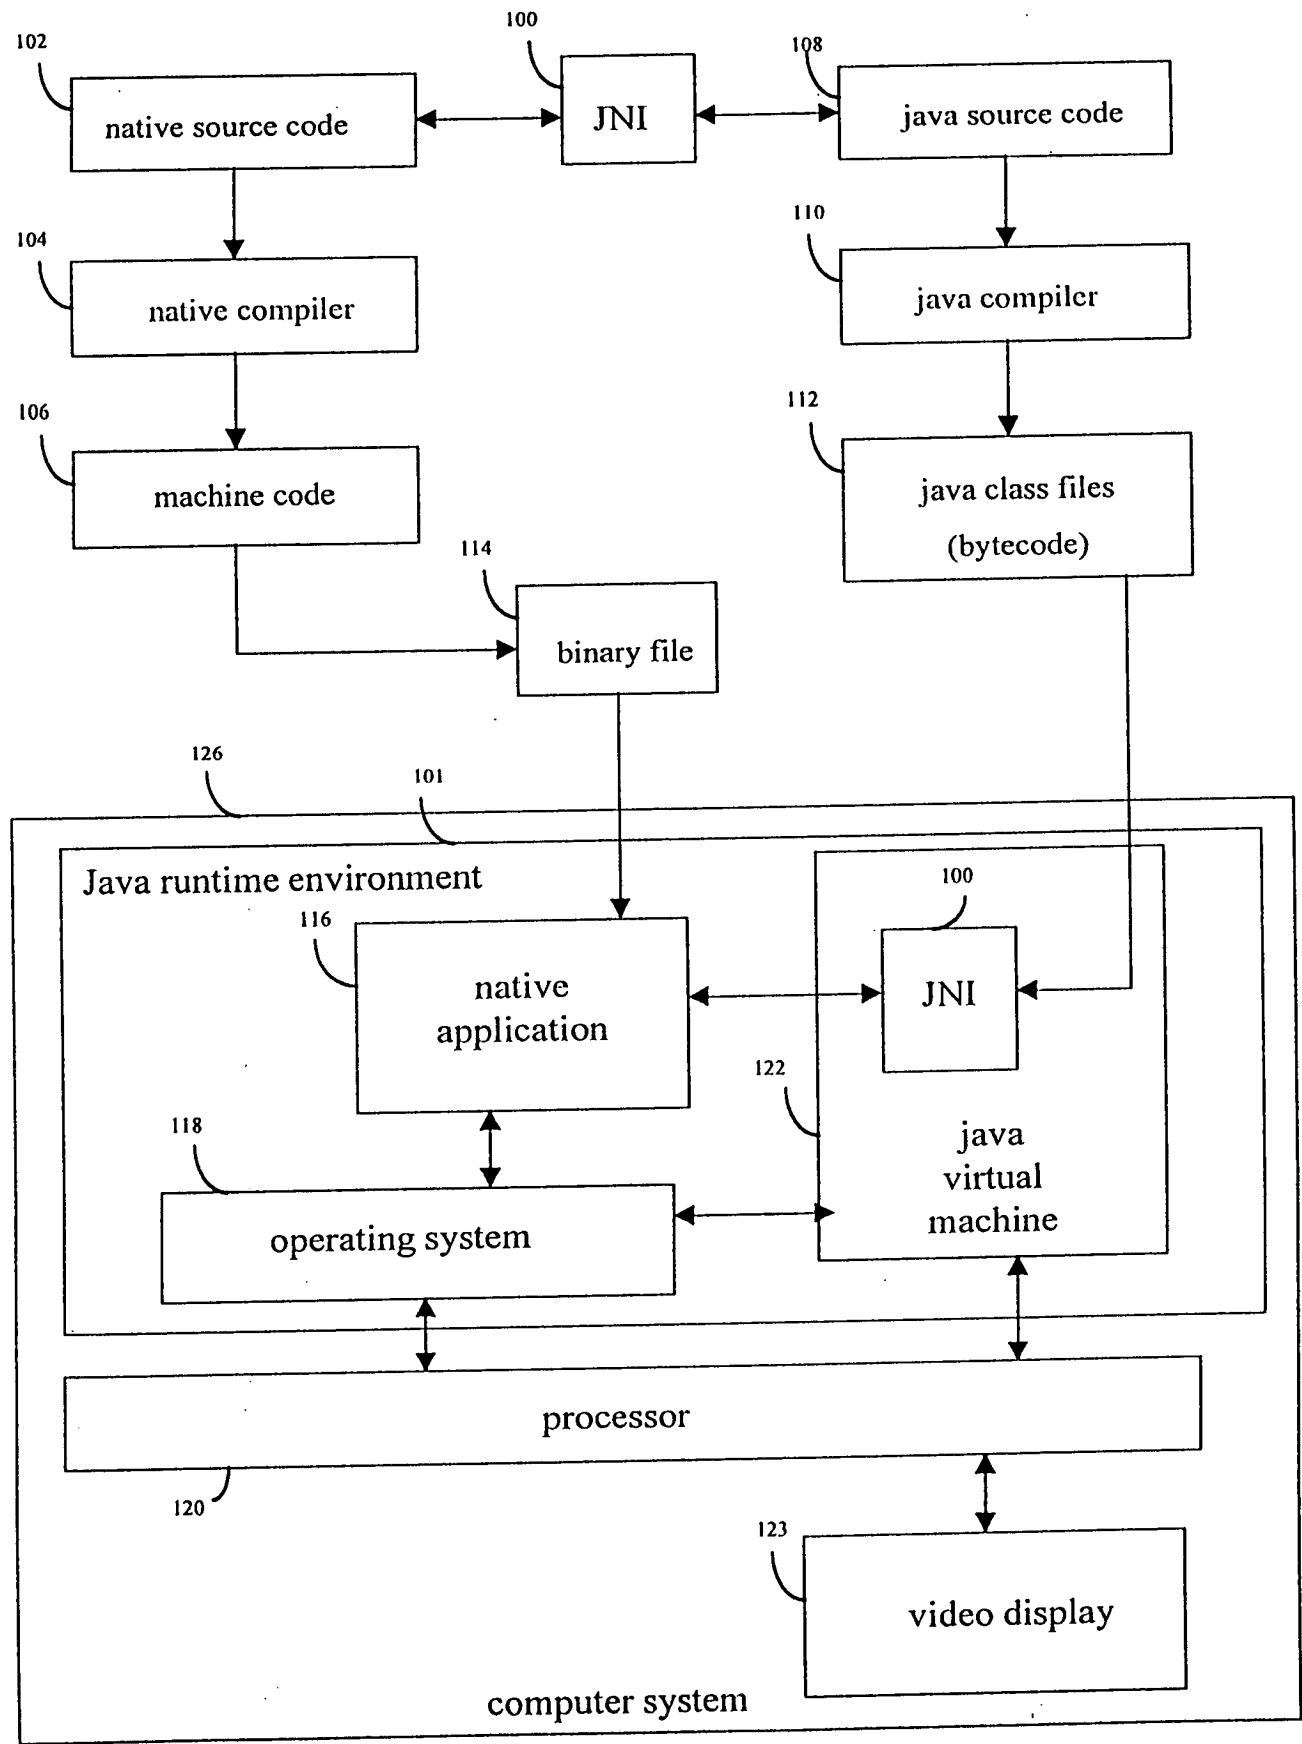 100
102
108
native source code
JNI
java source code
104
110
native compiler
java compiler
106
112
machine code
java class files
(bytecode)
114
binary file
126
101
Java runtime environment
100
116
native
application
JNI
122
118
java
virtual
machine
operating system
processor
120
123
video display
computer system